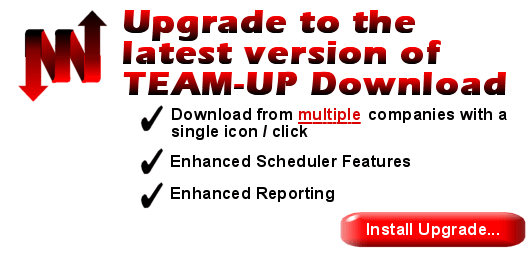 Upgrade to the
latest version of
TEAM-UP Download
Download from multiple companies with a
single icon / click
Enhanced Scheduler Features
Enhanced Reporting
Install Upgrade...